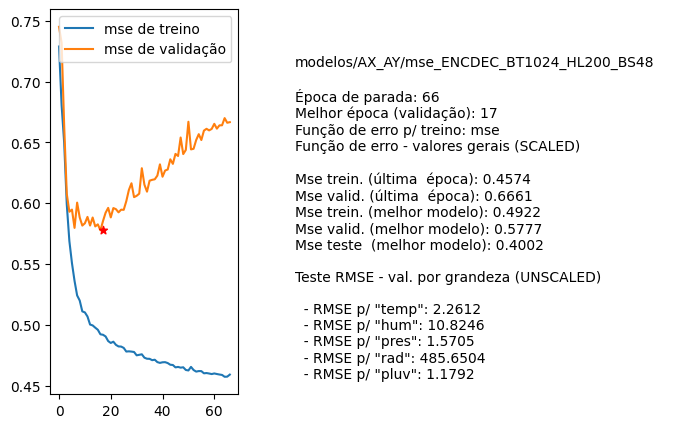 0.75
0.70
0.65
0.60
0.55
0.50
0.45
0
20
40
60
mse de treino
mse de validação
modelos/AX_AY/mse_ENCDEC_BT1024_HL200_BS48
Época de parada: 66
Melhor época (validação): 17
Função de erro p/ treino: mse
Função de erro - valores gerais (SCALED)
Mse trein. (última  época): 0.4574
Mse valid. (última  época): 0.6661
Mse trein. (melhor modelo): 0.4922
Mse valid. (melhor modelo): 0.5777
Mse teste  (melhor modelo): 0.4002
Teste RMSE - val. por grandeza (UNSCALED)
- RMSE p/ "temp": 2.2612
- RMSE p/ "hum": 10.8246
- RMSE p/ "pres": 1.5705
- RMSE p/ "rad": 485.6504
- RMSE p/ "pluv": 1.1792